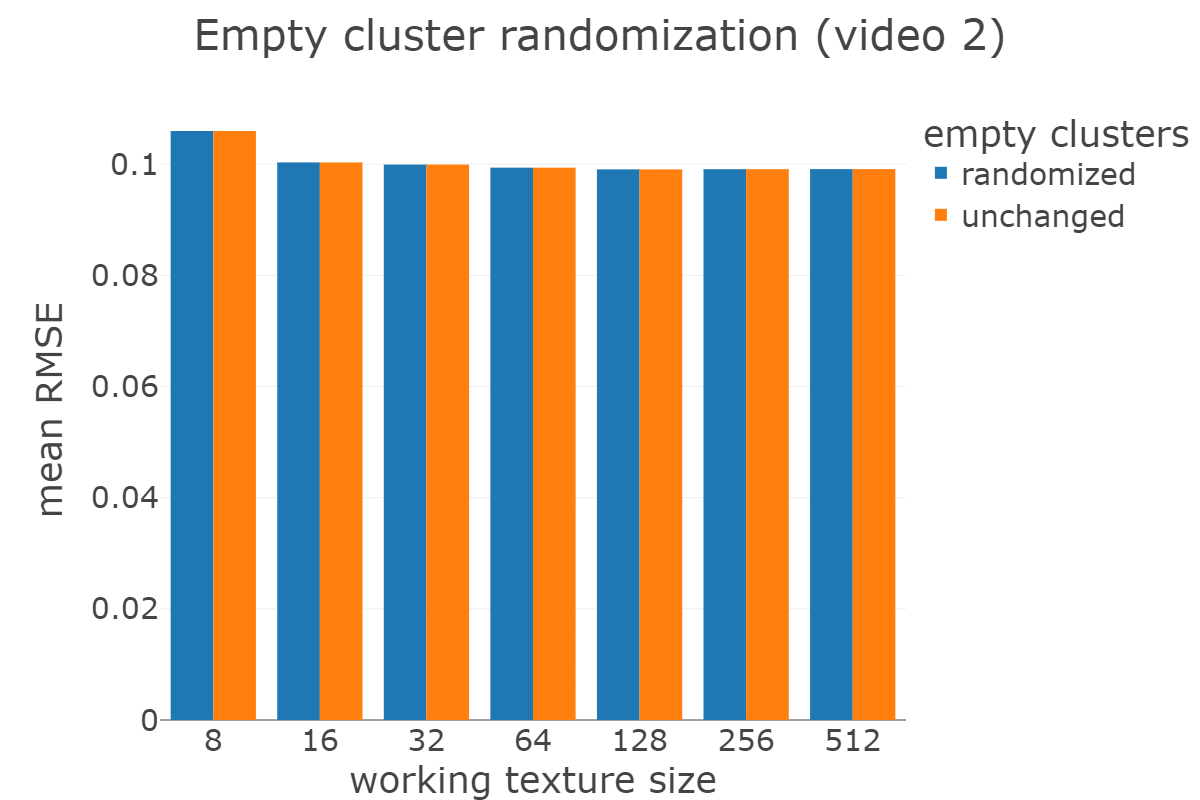 Empty cluster randomization (video 2)
empty clusters
randomized
unchanged
mean RMSE
0.1
0.08
0.06
0.04
0.02
0
8 16 32 64 128 256 512
working texture size